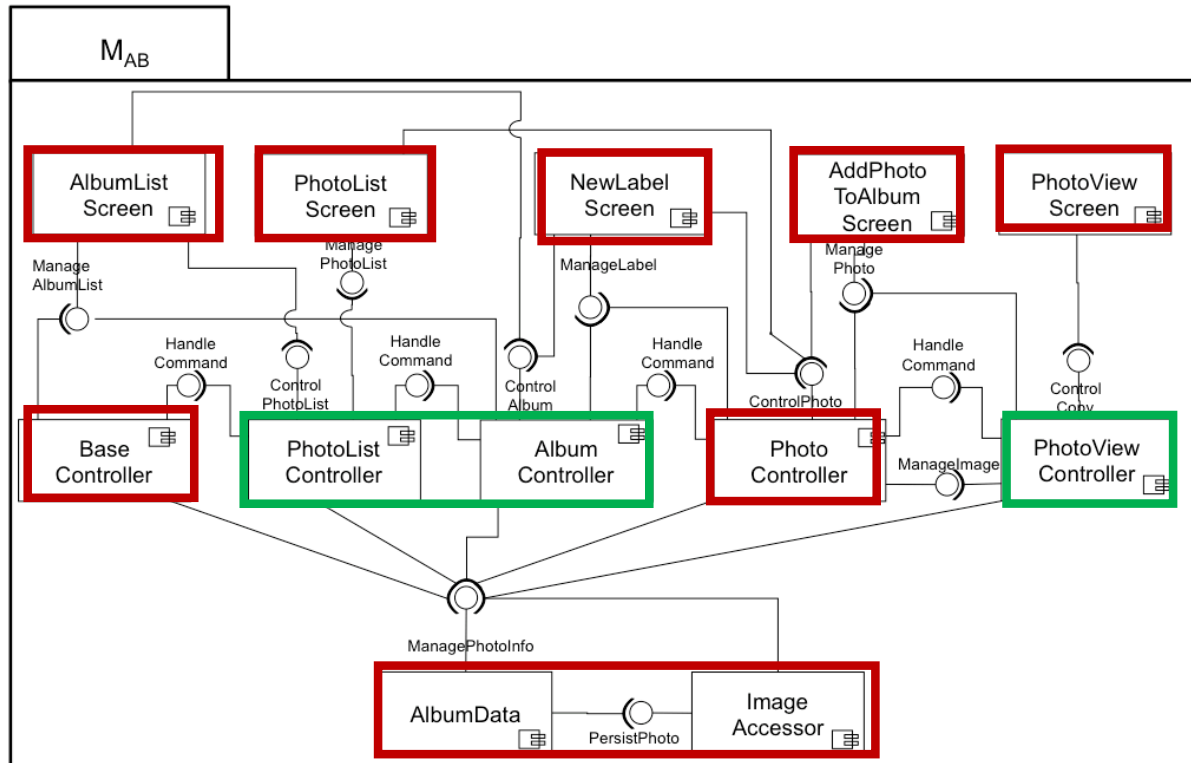 M_AB
AlbumList
Screen
PhotoList
Screen
NewLabel
Screen
AddPhoto
ToAlbum
Screen
PhotoView
Screen
Manage
AlbumList
Manage
PhotoList
ManageLabel
Manage
Photo
Handle
Command
Control
PhotoList
Handle
Command
Control
Album
Handle
Command
ControlPhoto
Handle
Command
Control
Copy
Base
Controller
PhotoList
Controller
Album
Controller
Photo
Controller
ManageImage
PhotoView
Controller
ManagePhotoInfo
AlbumData
PersistPhoto
Image
Accessor